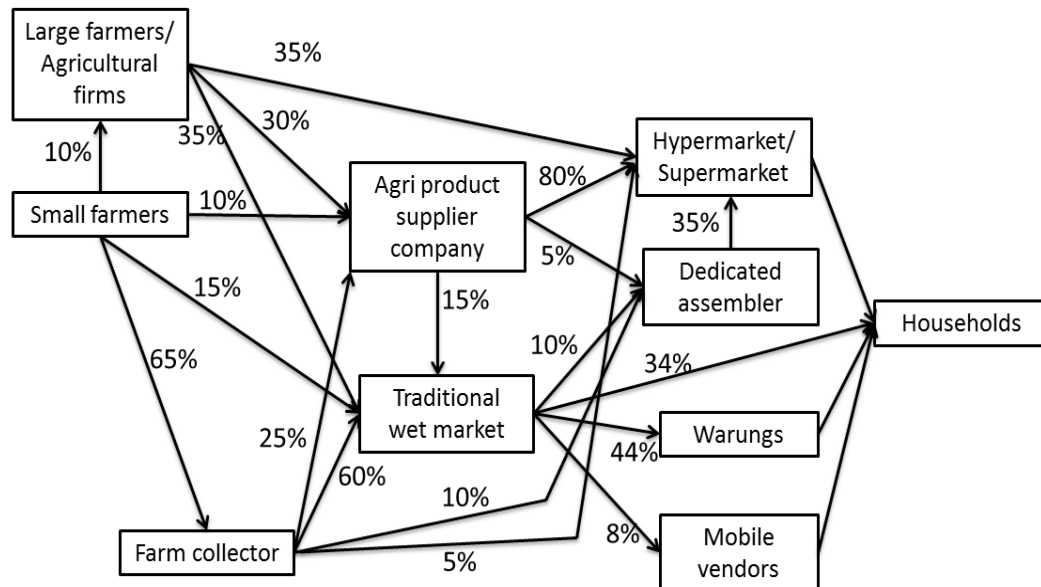 Large farmers/
Agricultural
firms
35%
30%
35%
10%
Small farmers
10%
Agri product
supplier
company
80%
Hypermarket/
Supermarket
35%
5%
Dedicated
assembler
15%
15%
65%
10%
34%
Households
Traditional
wet market
25%
60%
44%
Warungs
10%
8%
Farm collector
5%
Mobile
vendors